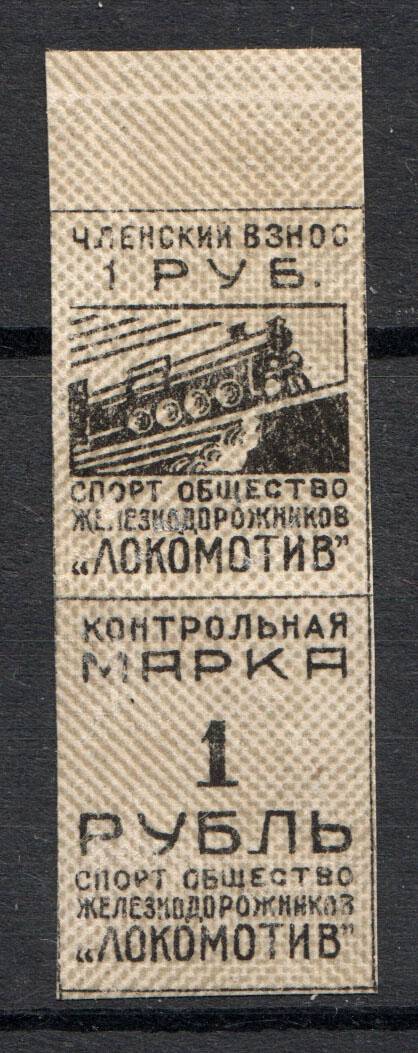 ЧЛЕНСКИЙ ВЗНОС
1 РУБ.
СПОРТ ОБЩЕСТВО
ЖЕЛЕЗНОДОРОЖНИКОВ
„ЛОКОМОТИВ"
КОНТРОЛЬНАЯ
МАРКА
1
РУБЛЬ
СПОРТ ОБЩЕСТВО
ЖЕЛЕЗНОДОРОЖНИКОВ
„ЛОКОМОТИВ"